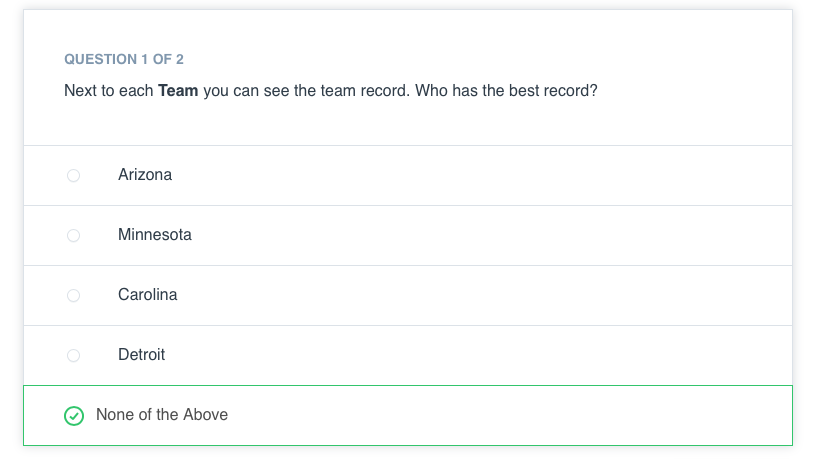 QUESTION 1 OF 2
Next to each Team you can see the team record. Who has the best record?
Arizona
Minnesota
Carolina
Detroit
None of the Above